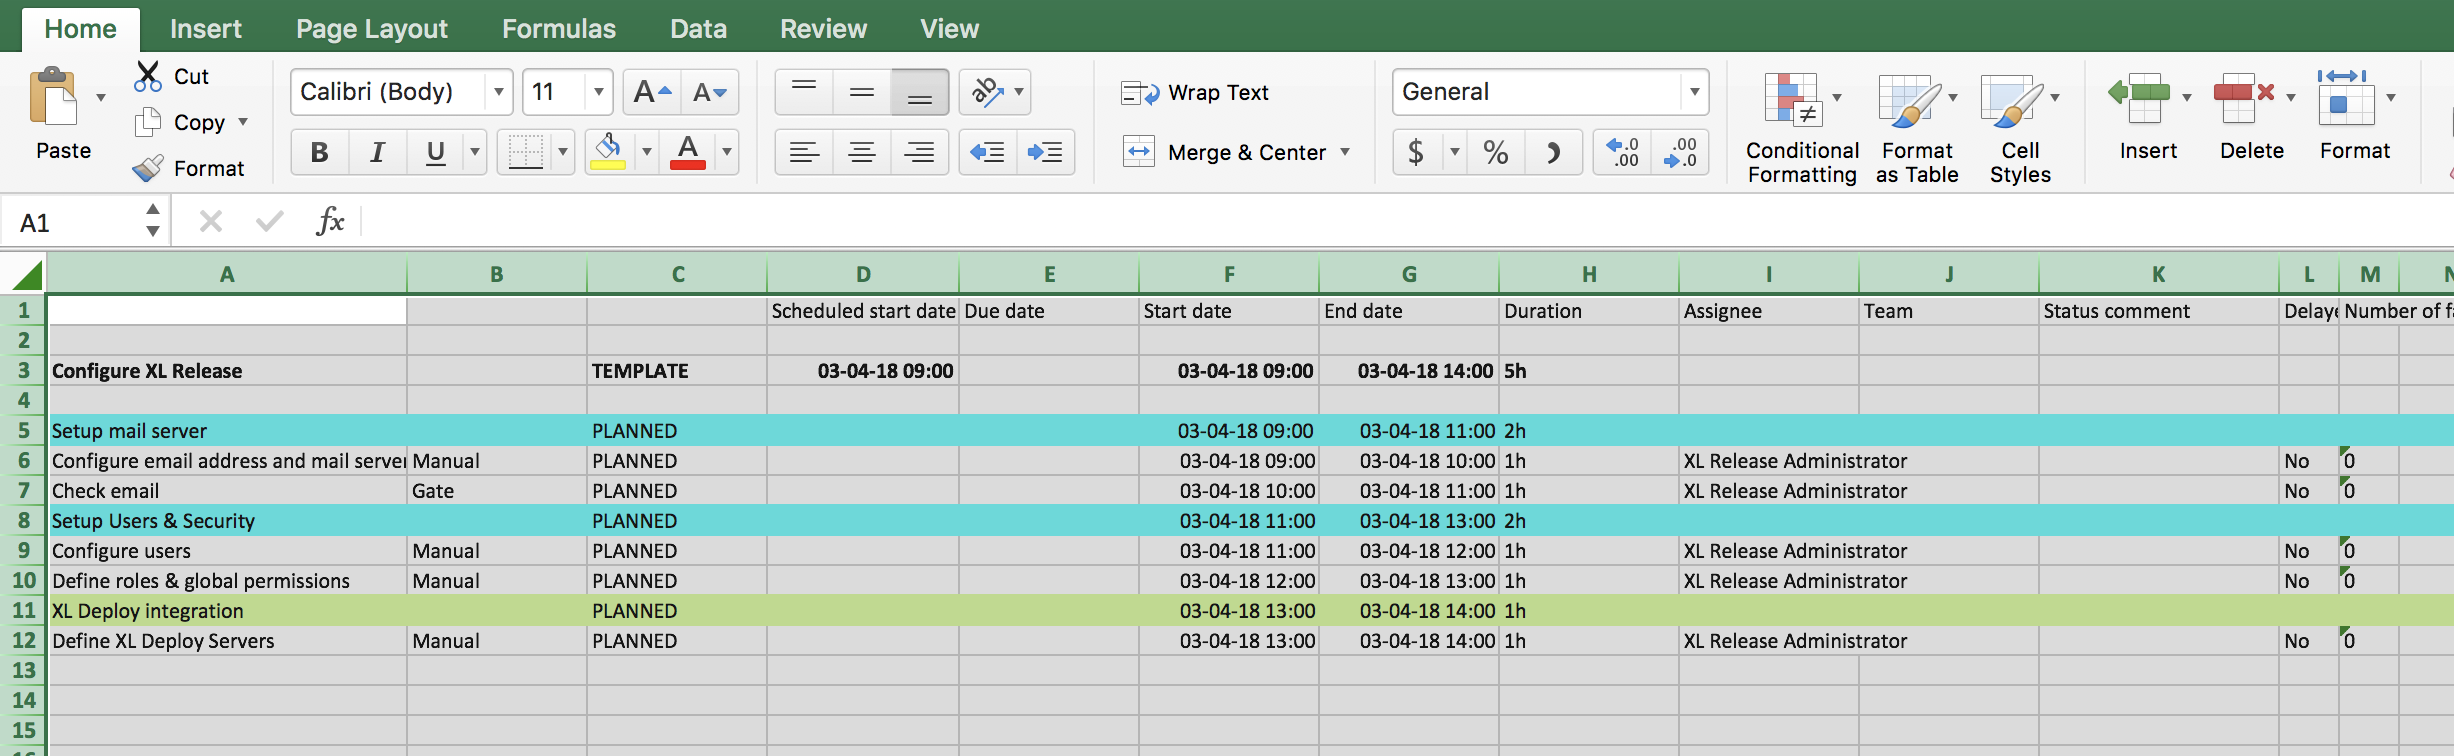 Home Insert Page Layout Formulas Data Review View
Cut
Copy
Format
Paste
Calibri (Body) 11 A A
B I U A
ab
Wrap Text
Merge & Center
General
$ % .0 .00 .00 .0
Conditional Formatting
Format as Table
Cell Styles
Insert
Delete
Format
A1 fx
A B C D E F G H I J K L M
1 Scheduled start date Due date Start date End date Duration Assignee Team Status comment Delaye Number of fa
2
3 Configure XL Release TEMPLATE 03-04-18 09:00 03-04-18 09:00 03-04-18 14:00 5h
4
5 Setup mail server PLANNED 03-04-18 09:00 03-04-18 11:00 2h
6 Configure email address and mail server Manual PLANNED 03-04-18 09:00 03-04-18 10:00 1h XL Release Administrator No 0
7 Check email Gate PLANNED 03-04-18 10:00 03-04-18 11:00 1h XL Release Administrator No 0
8 Setup Users & Security PLANNED 03-04-18 11:00 03-04-18 13:00 2h
9 Configure users Manual PLANNED 03-04-18 11:00 03-04-18 12:00 1h XL Release Administrator No 0
10 Define roles & global permissions Manual PLANNED 03-04-18 12:00 03-04-18 13:00 1h XL Release Administrator No 0
11 XL Deploy integration PLANNED 03-04-18 13:00 03-04-18 14:00 1h
12 Define XL Deploy Servers Manual PLANNED 03-04-18 13:00 03-04-18 14:00 1h XL Release Administrator No 0
13
14
15